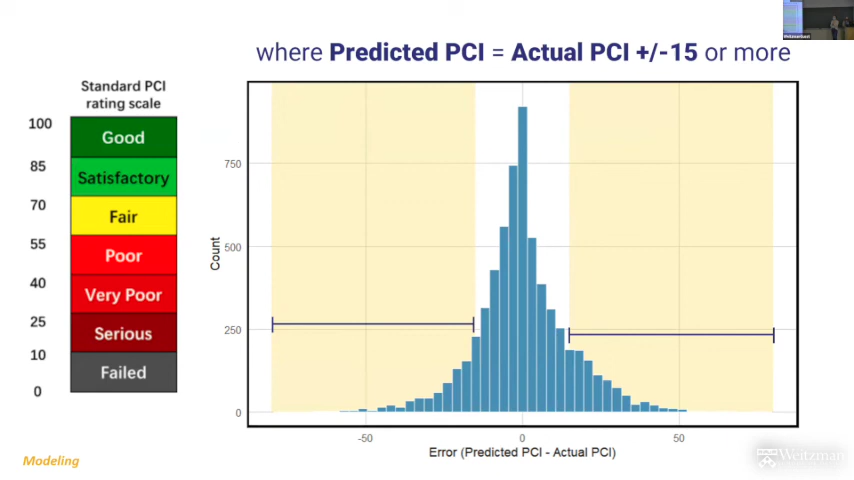 where Predicted PCI = Actual PCI +/-15 or more
Standard PCI
rating scale
100
Good
85
Satisfactory
70
Fair
55
Poor
40
Very Poor
25
Serious
10
Failed
0
Count
750
500
250
0
-50
0
50
Error (Predicted PCI - Actual PCI)
Modeling
Weitzman